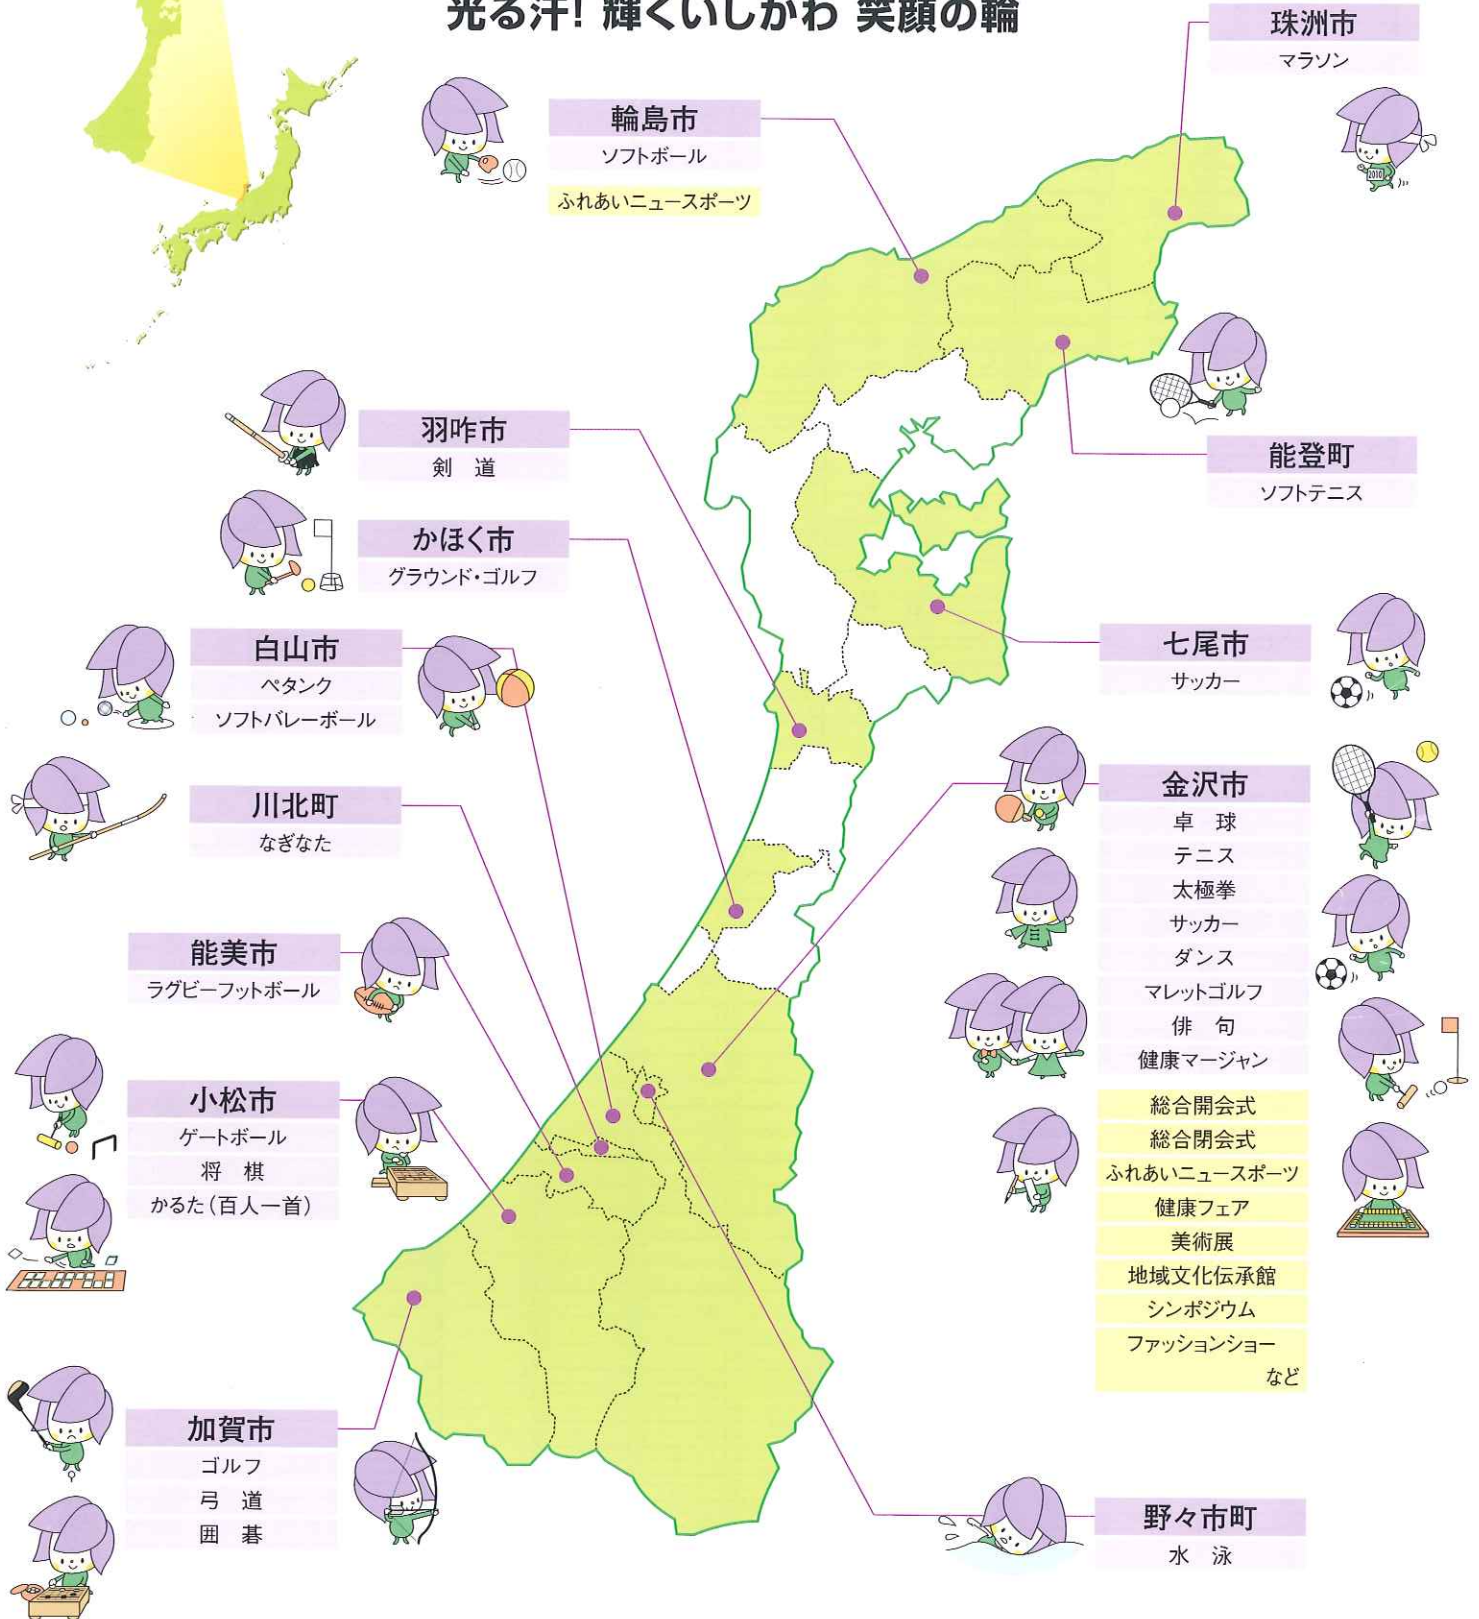 光る汗! 輝くいしかわ 笑顔の輪
珠洲市
マラソン
2010
輪島市
ソフトボール
ふれあいニュースポーツ
羽咋市
剣 道
能登町
ソフトテニス
かほく市
グラウンド・ゴルフ
白山市
ペタンク
ソフトバレーボール
七尾市
サッカー
川北町
なぎなた
金沢市
卓 球
テニス
太極拳
サッカー
ダンス
マレットゴルフ
俳 句
健康マージャン
総合開会式
総合閉会式
ふれあいニュースポーツ
健康フェア
美術展
地域文化伝承館
シンポジウム
ファッションショー
など
能美市
ラグビーフットボール
小松市
ゲートボール
将 棋
かるた(百人一首)
加賀市
ゴルフ
弓 道
囲 碁
野々市町
水 泳